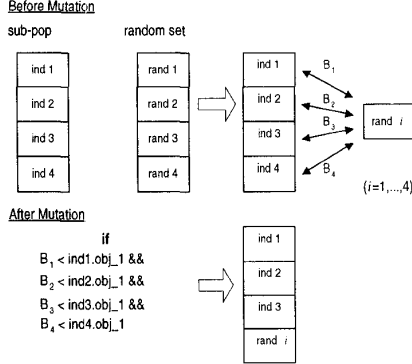 Before Mutation
sub-pop random set
ind 1 rand 1 ind 1 B1
ind 2 rand 2 ind 2 B2
rand i
ind 3 rand 3 ind 3 B3
ind 4 rand 4 ind 4 B4
(i=1,...,4)
After Mutation
if
B1 < ind1.obj_1 &&
B2 < ind2.obj_1 &&
B3 < ind3.obj_1 &&
B4 < ind4.obj_1
ind 1
ind 2
ind 3
rand i